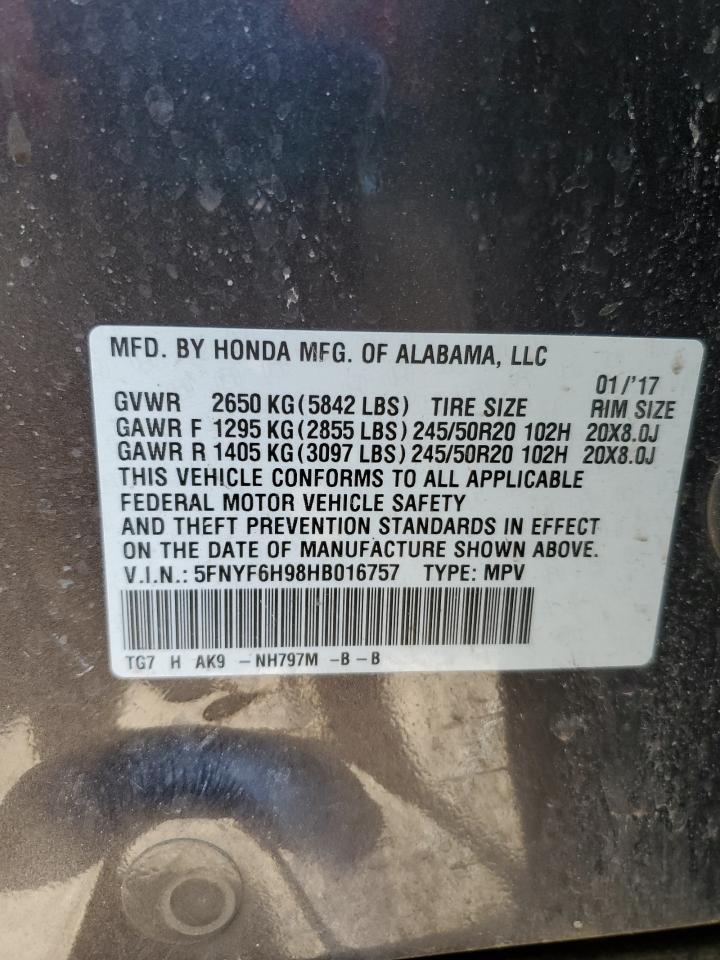 MFD. BY HONDA MFG. OF ALABAMA, LLC
01/'17
GVWR 2650 KG(5842 LBS) TIRE SIZE RIM SIZE
GAWR F 1295 KG(2855 LBS) 245/50R20 102H 20X8.0J
GAWR R 1405 KG(3097 LBS) 245/50R20 102H 20X8.0J
THIS VEHICLE CONFORMS TO ALL APPLICABLE
FEDERAL MOTOR VEHICLE SAFETY
AND THEFT PREVENTION STANDARDS IN EFFECT
ON THE DATE OF MANUFACTURE SHOWN ABOVE.
V.I.N.: 5FNYF6H98HB016757 TYPE: MPV
TG7 H AK9 -NH797M -B-B